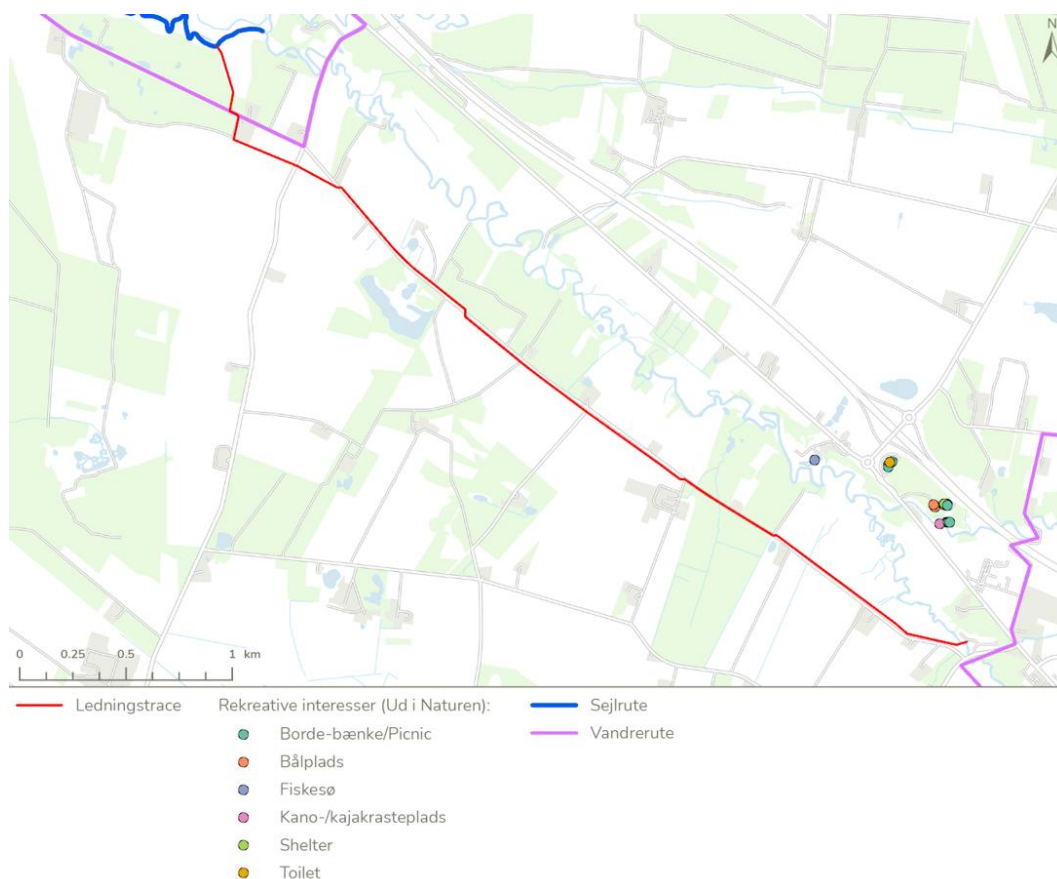 N
0 0.25 0.5 1 km
Ledningstrace
Rekreative interesser (Ud i Naturen):
Borde-bænke/Picnic
Bålplads
Fiskesø
Kano-/kajakrasteplads
Shelter
Toilet
Sejlrute
Vandrerute